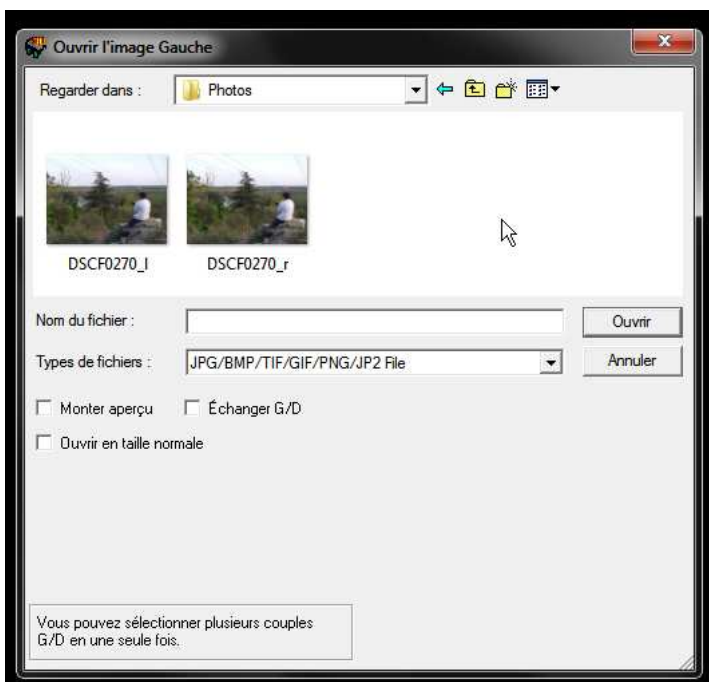 Ouvrir l'image Gauche
Regarder dans :
Photos
DSCF0270_l
DSCF0270_r
Nom du fichier :
Ouvrir
Types de fichiers :
JPG/BMP/TIF/GIF/PNG/JP2 File
Annuler
Monter aperçu
Échanger G/D
Ouvrir en taille normale
Vous pouvez sélectionner plusieurs couples
G/D en une seule fois.